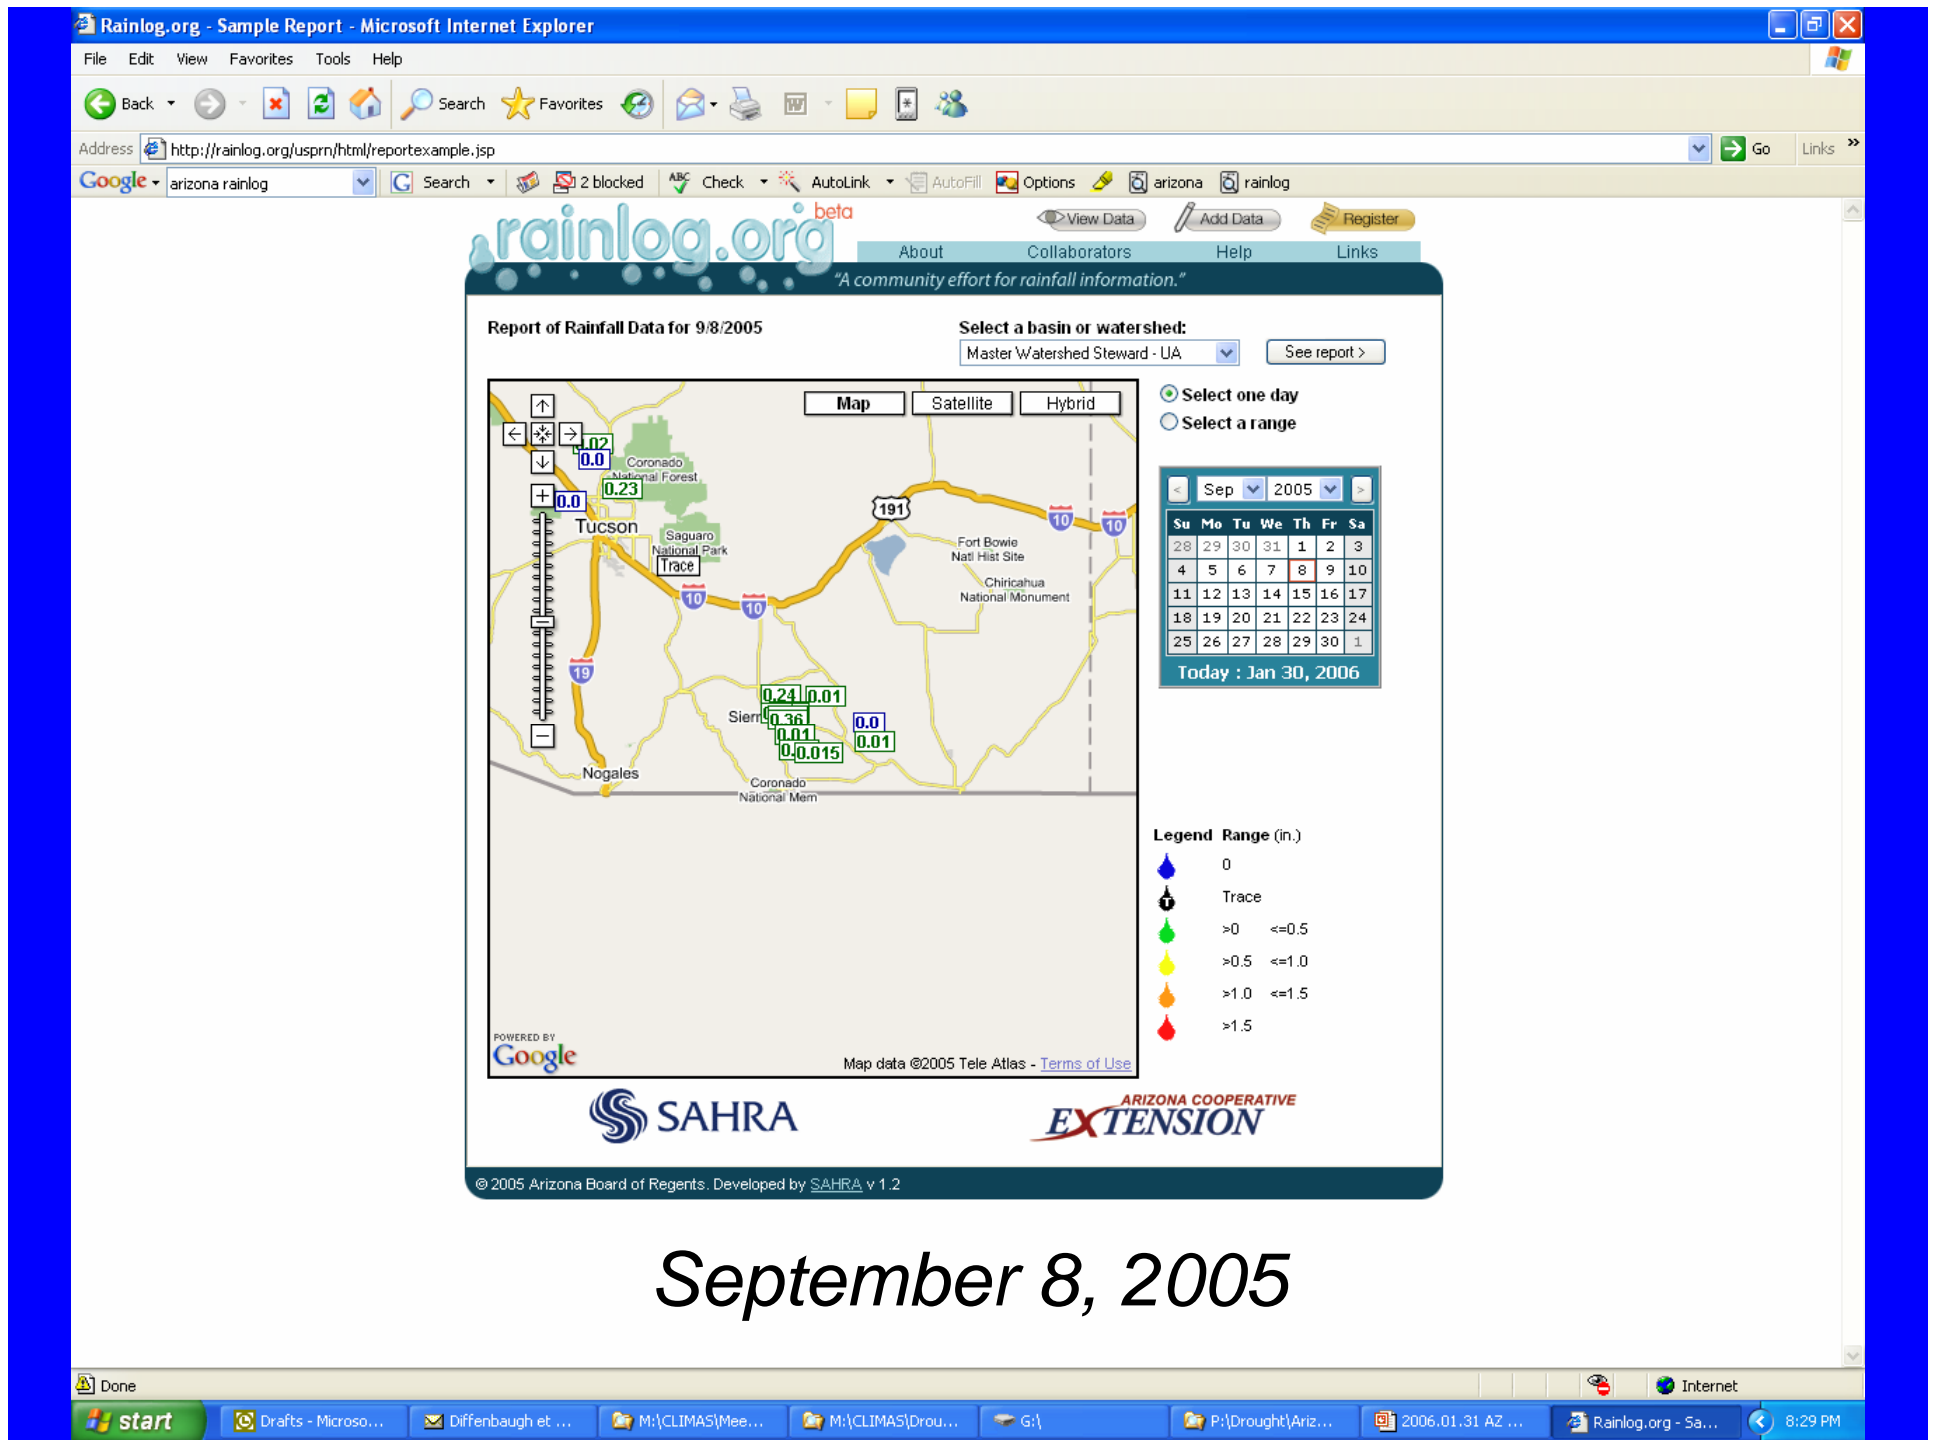 Rainlog.org - Sample Report - Microsoft Internet Explorer
File Edit View Favorites Tools Help
Back Search Favorites
Address http://rainlog.org/usprn/html/reportexample.jsp Go Links »
Google arizona rainlog Search 2 blocked Check AutoLink AutoFill Options arizona rainlog
rainlog.org beta
View Data Add Data Register
About Collaborators Help Links
"A community effort for rainfall information."
Report of Rainfall Data for 9/8/2005
Select a basin or watershed:
Master Watershed Steward - UA See report >
Map Satellite Hybrid
Select one day
Select a range
0.0
Coronado
National Forest
0.23
0.0
Tucson
Saguaro
National Park
Trace
191
10
10
Fort Bowie
Natl Hist Site
Chiricahua
National Monument
10
10
19
0.24 0.01
0.36
0.0
0.01
0.01
0.015
Nogales
Coronado
National Mem
POWERED BY
Google
Map data ©2005 Tele Atlas - Terms of Use
< Sep 2005 >
Su Mo Tu We Th Fr Sa
28 29 30 31 1 2 3
4 5 6 7 8 9 10
11 12 13 14 15 16 17
18 19 20 21 22 23 24
25 26 27 28 29 30 1
Today : Jan 30, 2006
Legend Range (in.)
0
T Trace
>0 <=0.5
>0.5 <=1.0
>1.0 <=1.5
>1.5
SAHRA
ARIZONA COOPERATIVE
EXTENSION
© 2005 Arizona Board of Regents. Developed by SAHRA v 1.2
September 8, 2005
Done Internet
start Drafts - Microso... Diffenbaugh et ... M:\CLIMAS\Mee... M:\CLIMAS\Drou... G:\ P:\Drought\Ariz... 2006.01.31 AZ ... Rainlog.org - Sa... 8:29 PM